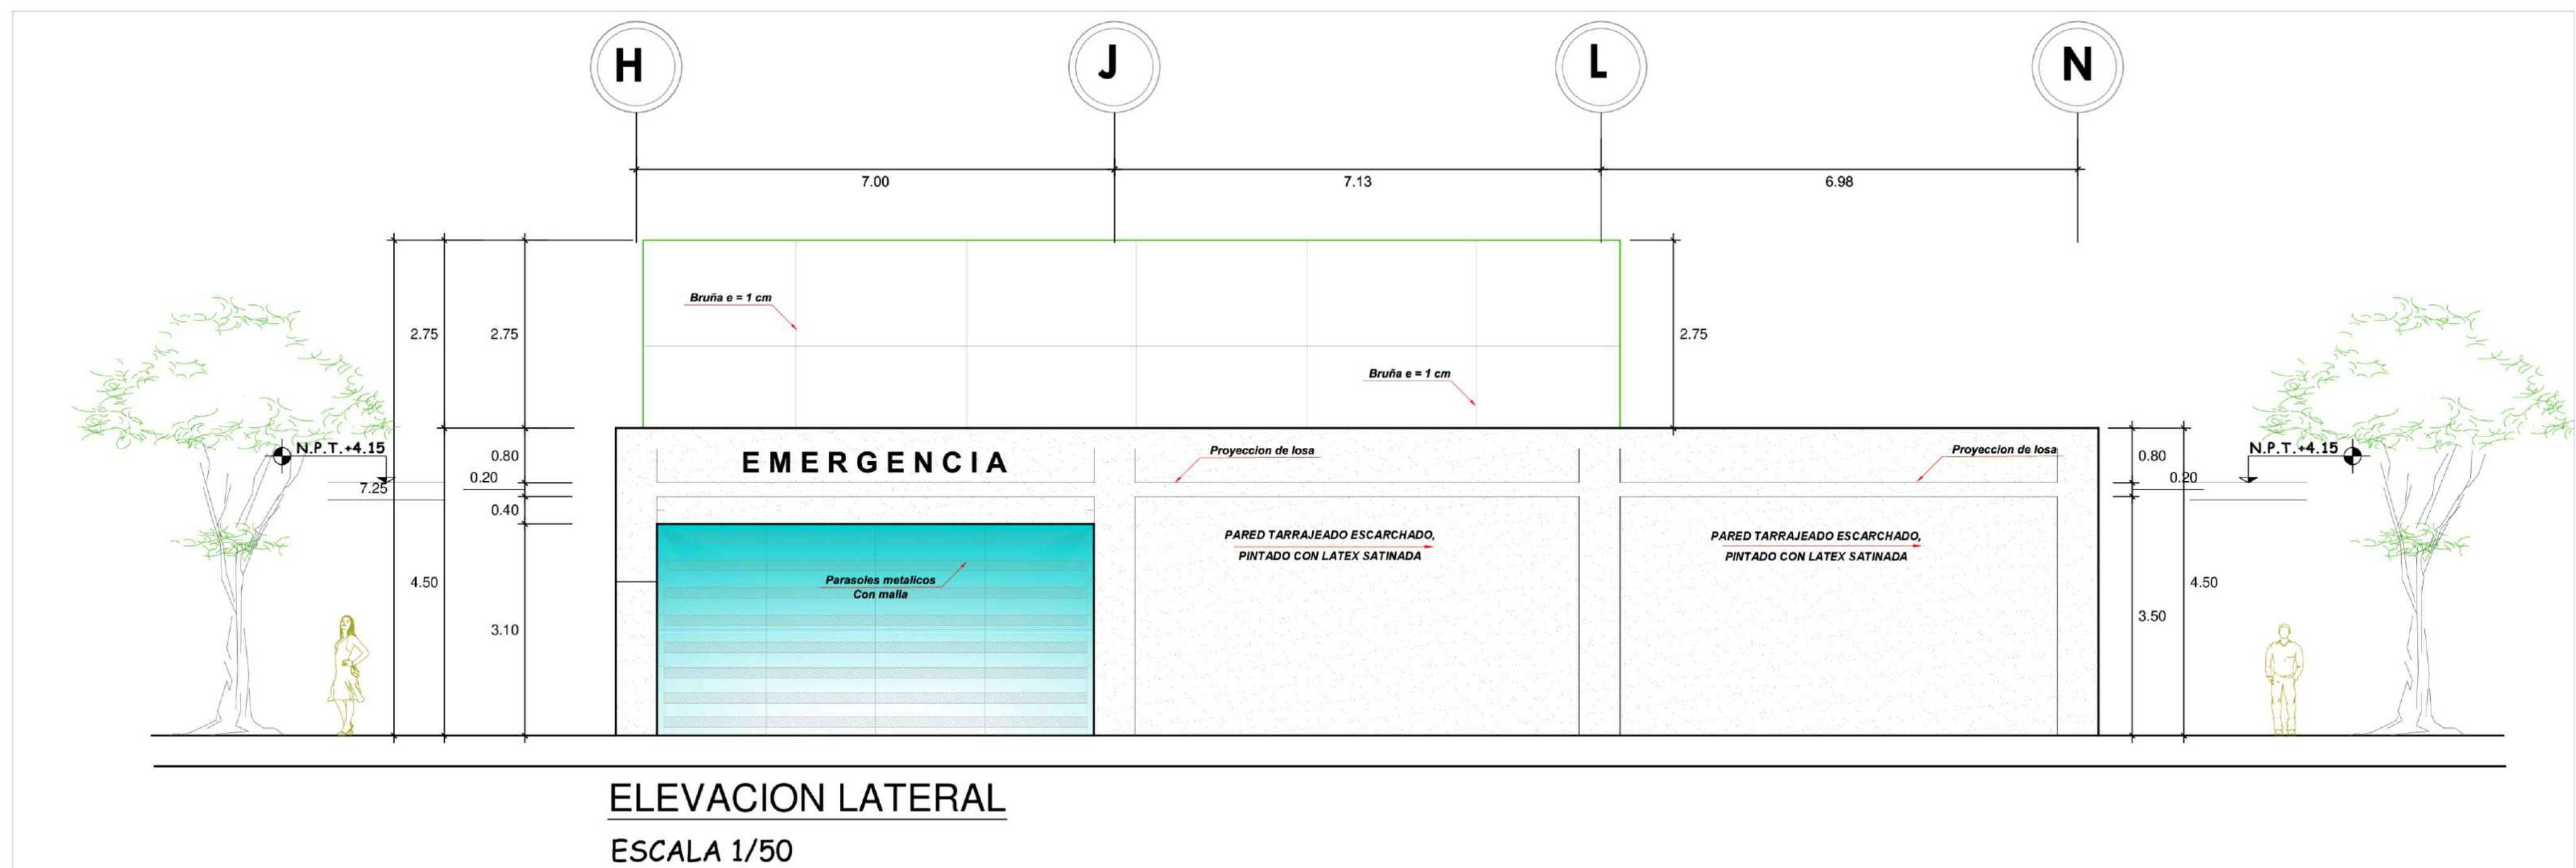 H
J
L
N
7.00
7.13
6.98
Bruña e = 1 cm
2.75
2.75
2.75
Bruña e = 1 cm
N.P.T.+4.15
0.80
EMERGENCIA
Proyeccion de losa
Proyeccion de losa
0.80
N.P.T.+4.15
7.25
0.20
0.20
0.40
PARED TARRAJEADO ESCARCHADO,
PINTADO CON LATEX SATINADA
PARED TARRAJEADO ESCARCHADO,
PINTADO CON LATEX SATINADA
4.50
Parasoles metalicos
Con malla
4.50
3.10
3.50
ELEVACION LATERAL
ESCALA 1/50